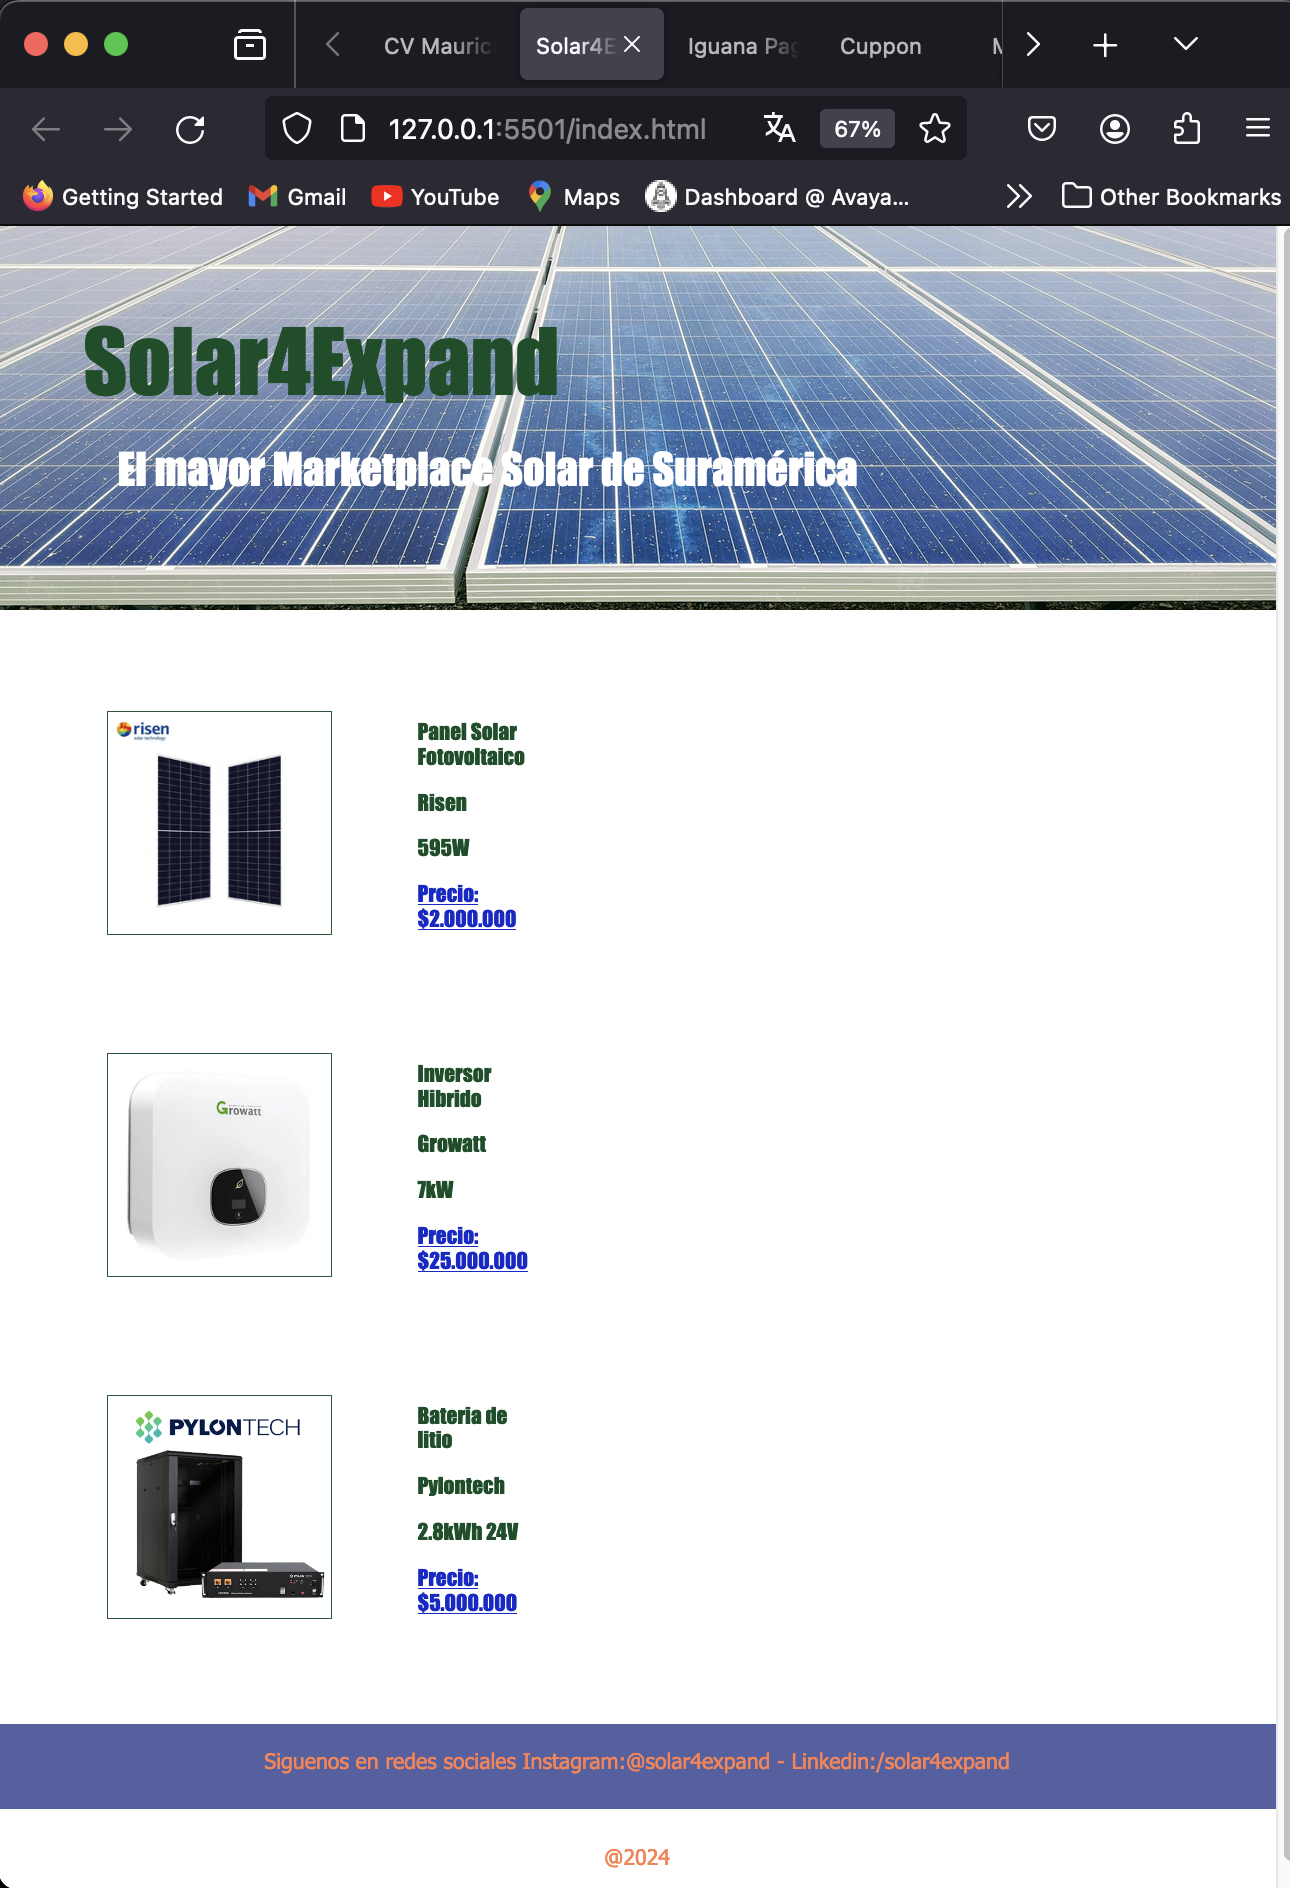 CV Mauric
Solar4E
Iguana Pag
Cuppon
127.0.0.1:5501/index.html
67%
Getting Started
Gmail
YouTube
Maps
Dashboard @ Avaya...
Other Bookmarks
Solar4Expand
El mayor Marketplace Solar de Suramérica
risen
solar technology
Panel Solar
Fotovoltaico
Risen
595W
Precio:
$2.000.000
Growatt
Inversor
Hibrido
Growatt
7kW
Precio:
$25.000.000
PYLONTECH
Bateria de
litio
Pylontech
2.8kWh 24V
Precio:
$5.000.000
Siguenos en redes sociales Instagram:@solar4expand - Linkedin:/solar4expand
@2024